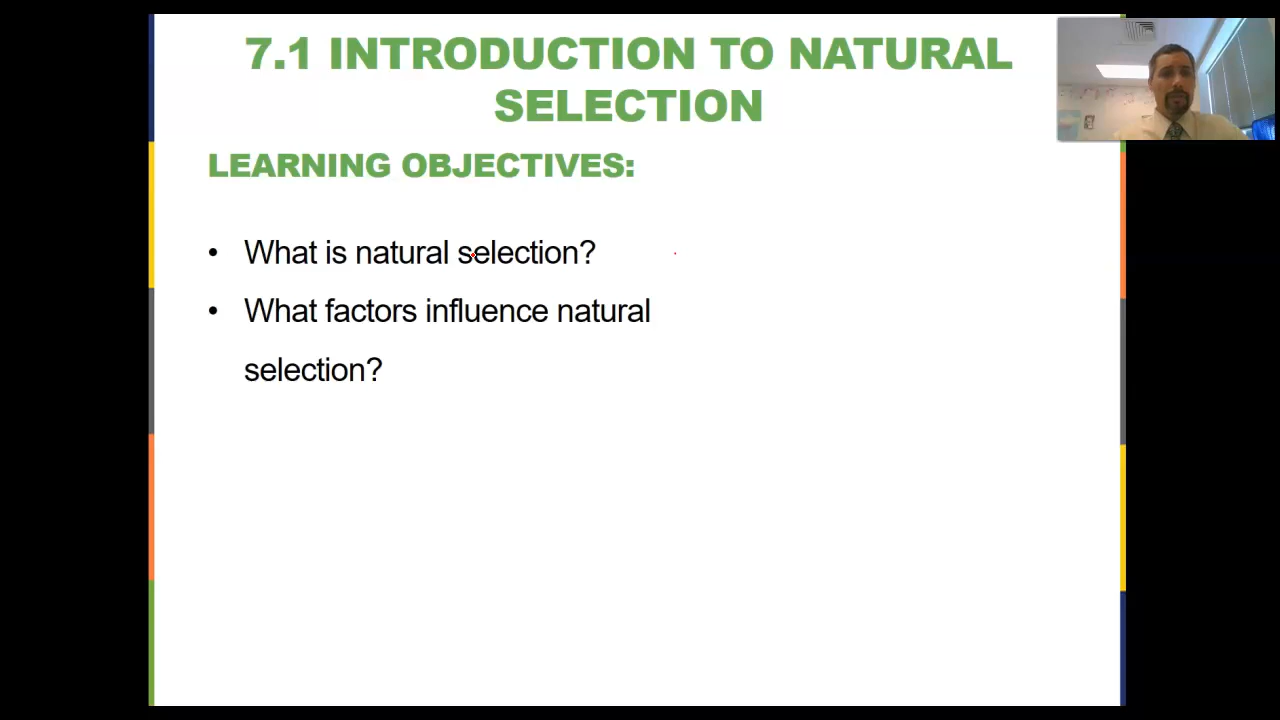 7.1 INTRODUCTION TO NATURAL
SELECTION
LEARNING OBJECTIVES:
• What is natural selection?
• What factors influence natural
selection?